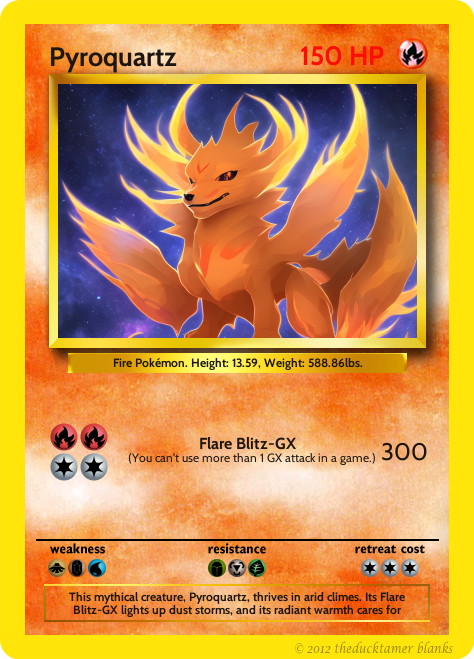 Pyroquartz 150 HP
Fire Pokémon. Height: 13.59, Weight: 588.86lbs.
Flare Blitz-GX 300
(You can't use more than 1 GX attack in a game.)
weakness resistance retreat cost
This mythical creature, Pyroquartz, thrives in arid climes. Its Flare
Blitz-GX lights up dust storms, and its radiant warmth cares for
© 2012 theducktamer blanks